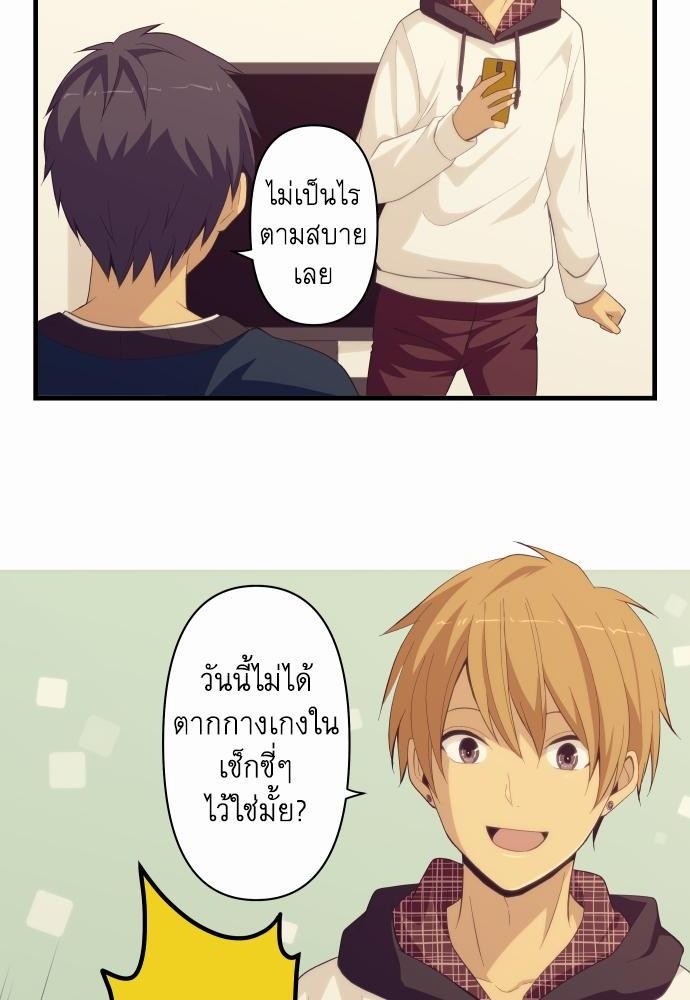 ไม่เป็นไร
ตามสบาย
เลย
วันนี้ไม่ได้
ตากกางเกงใน
เช็กซี่ๆ
ไว้ใช่มั้ย?